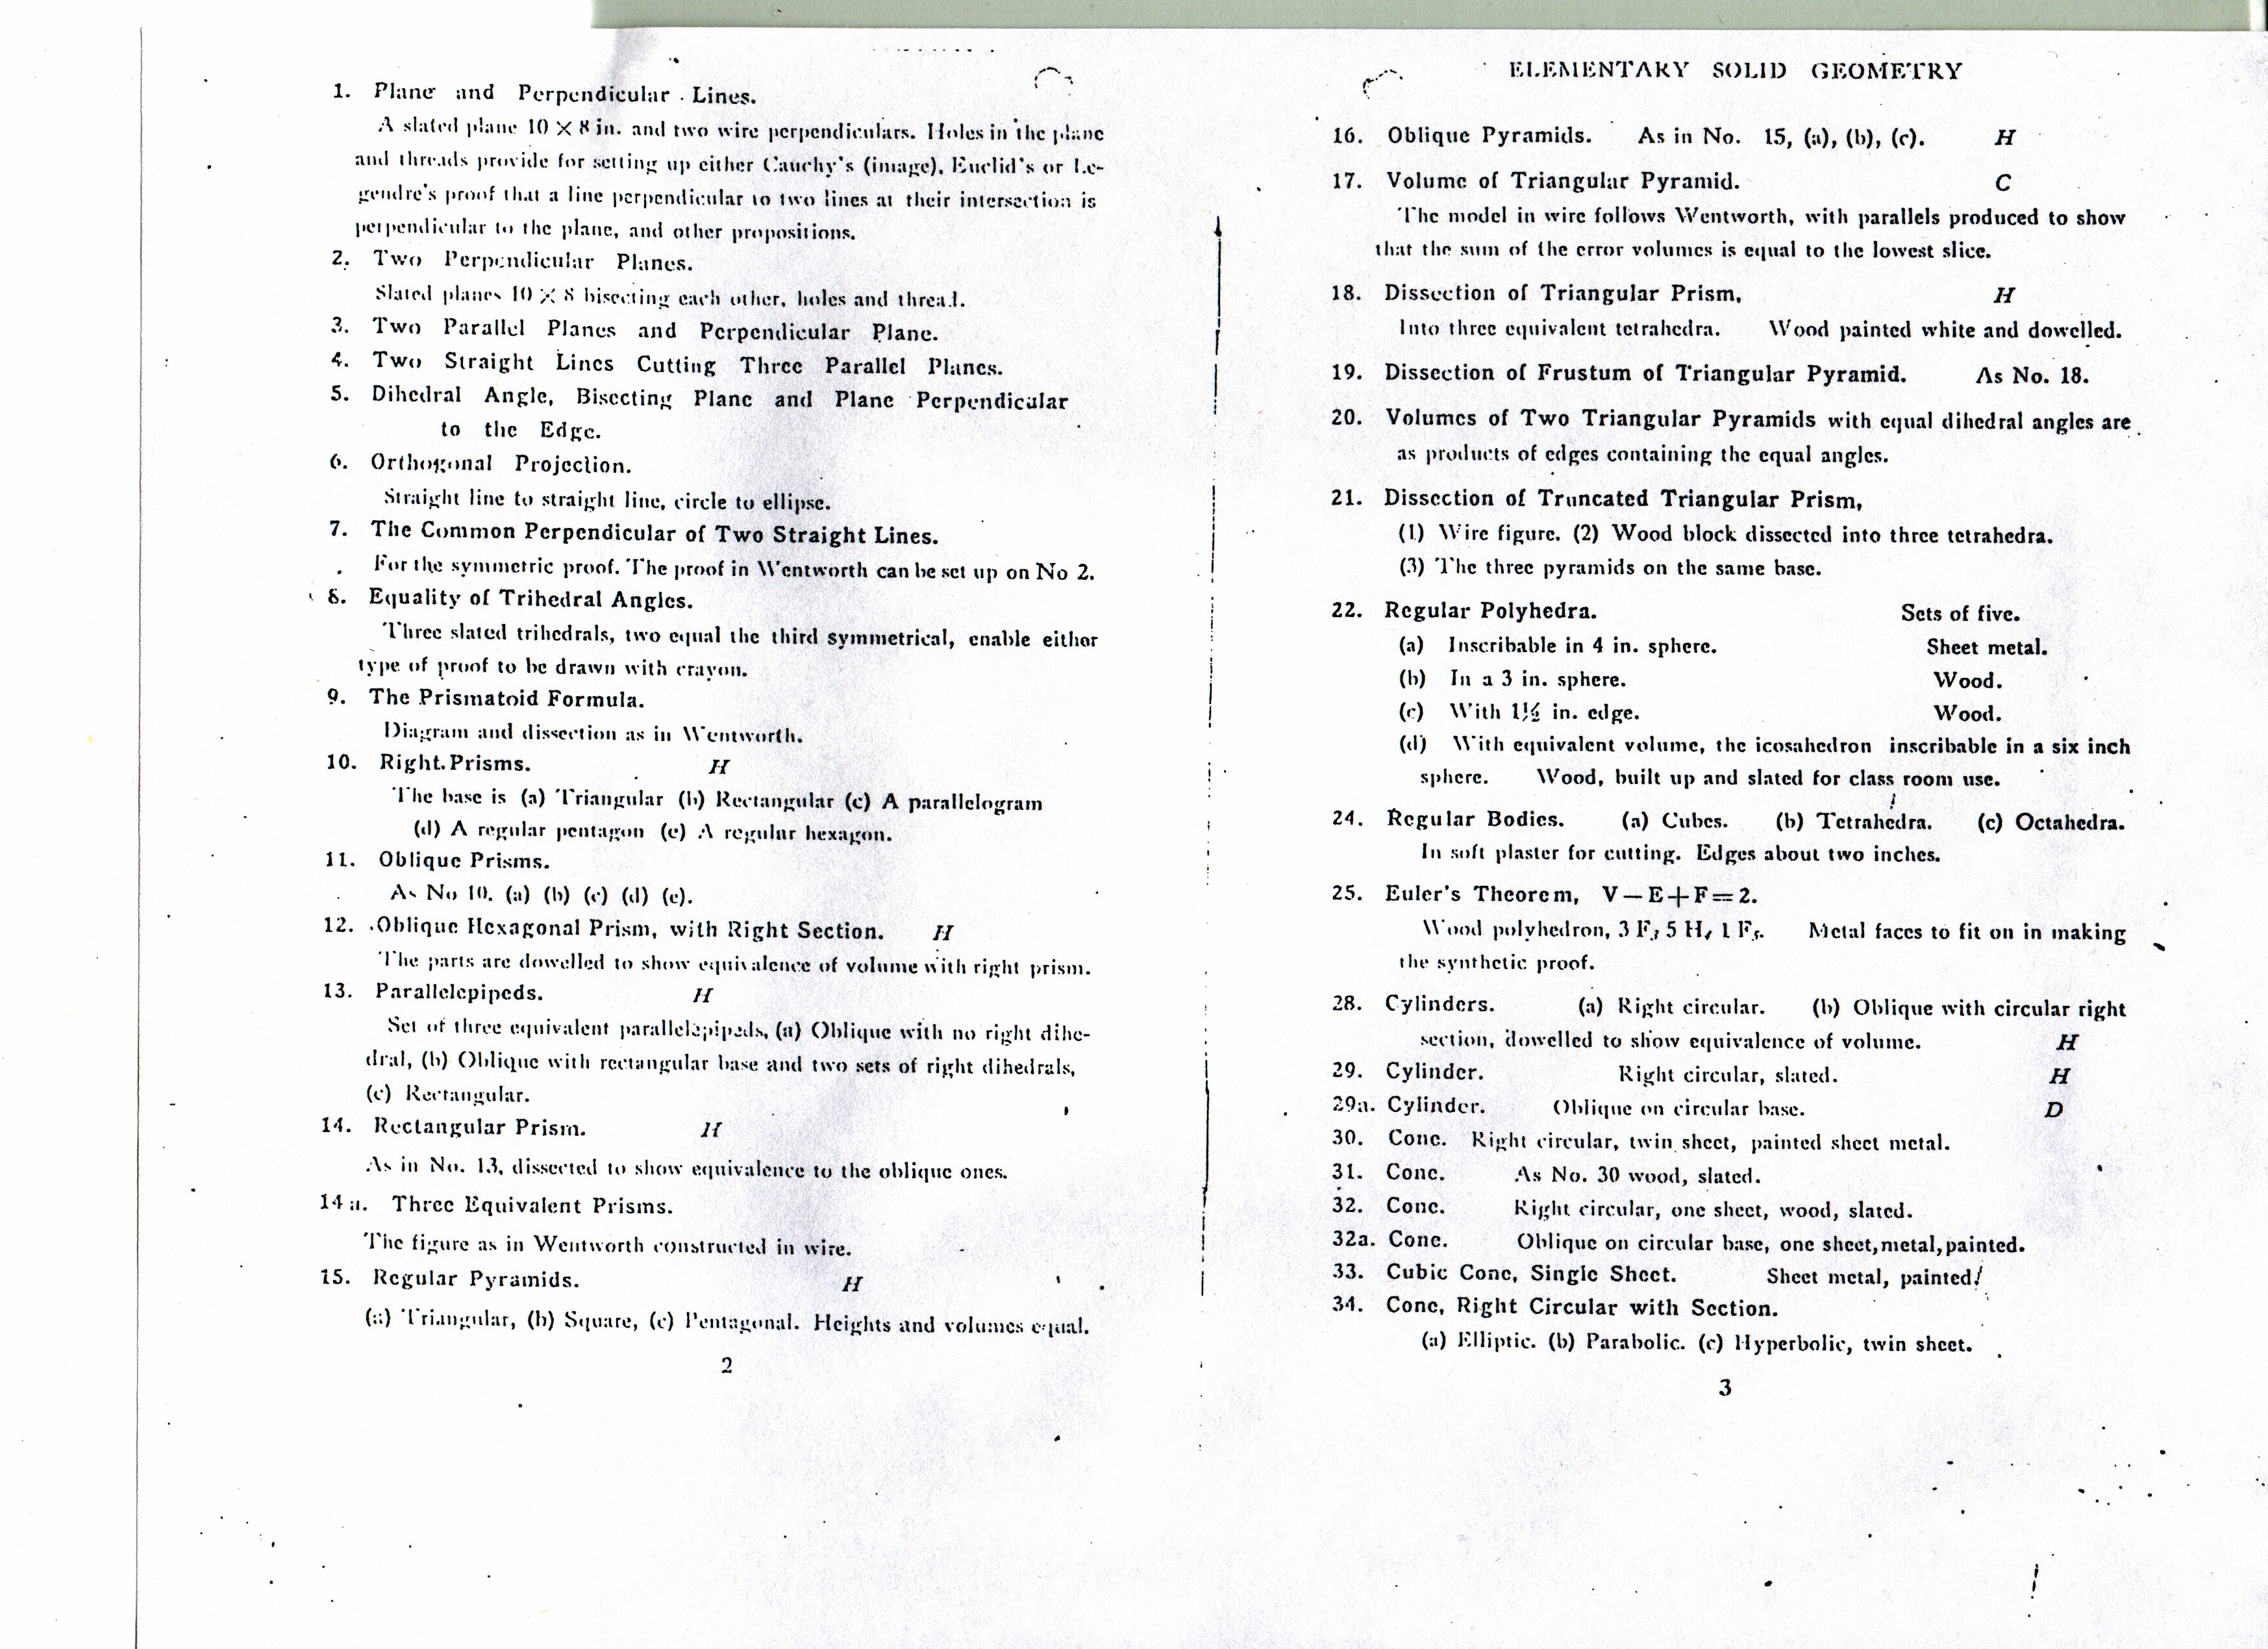 1. Plane and Perpendicular Lines.
A slated plane 10 × 8 in. and two wire perpendiculars. Holes in the plane
and threads provide for setting up either Cauchy's (image), Euclid's or Le-
gendre's proof that a line perpendicular to two lines at their intersection is
perpendicular to the plane, and other propositions.
2. Two Perpendicular Planes.
Slated planes 10 × 8 bisecting each other, holes and thread.
3. Two Parallel Planes and Perpendicular Plane.
4. Two Straight Lines Cutting Three Parallel Planes.
5. Dihedral Angle, Bisecting Plane and Plane Perpendicular
to the Edge.
6. Orthogonal Projection.
Straight line to straight line, circle to ellipse.
7. The Common Perpendicular of Two Straight Lines.
For the symmetric proof. The proof in Wentworth can be set up on No 2.
8. Equality of Trihedral Angles.
Three slated trihedrals, two equal the third symmetrical, enable either
type of proof to be drawn with crayon.
9. The Prismatoid Formula.
Diagram and dissection as in Wentworth.
10. Right Prisms. H
The base is (a) Triangular (b) Rectangular (c) A parallelogram
(d) A regular pentagon (e) A regular hexagon.
11. Oblique Prisms.
As No 10. (a) (b) (c) (d) (e).
12. Oblique Hexagonal Prism, with Right Section. H
The parts are dowelled to show equivalence of volume with right prism.
13. Parallelepipeds. H
Set of three equivalent parallelepipeds, (a) Oblique with no right dihe-
dral, (b) Oblique with rectangular base and two sets of right dihedrals,
(c) Rectangular.
14. Rectangular Prism. H
As in No. 13, dissected to show equivalence to the oblique ones.
14a. Three Equivalent Prisms.
The figure as in Wentworth constructed in wire.
15. Regular Pyramids. H
(a) Triangular, (b) Square, (c) Pentagonal. Heights and volumes equal.
2
ELEMENTARY SOLID GEOMETRY
16. Oblique Pyramids. As in No. 15, (a), (b), (c). H
17. Volume of Triangular Pyramid. C
The model in wire follows Wentworth, with parallels produced to show
that the sum of the error volumes is equal to the lowest slice.
18. Dissection of Triangular Prism, H
Into three equivalent tetrahedra. Wood painted white and dowelled.
19. Dissection of Frustum of Triangular Pyramid. As No. 18.
20. Volumes of Two Triangular Pyramids with equal dihedral angles are
as products of edges containing the equal angles.
21. Dissection of Truncated Triangular Prism,
(1) Wire figure. (2) Wood block dissected into three tetrahedra.
(3) The three pyramids on the same base.
22. Regular Polyhedra. Sets of five.
(a) Inscribable in 4 in. sphere. Sheet metal.
(b) In a 3 in. sphere. Wood.
(c) With 1½ in. edge. Wood.
(d) With equivalent volume, the icosahedron inscribable in a six inch
sphere. Wood, built up and slated for class room use.
24. Regular Bodies. (a) Cubes. (b) Tetrahedra. (c) Octahedra.
In soft plaster for cutting. Edges about two inches.
25. Euler's Theorem, V—E+F=2.
Wood polyhedron, Metal faces to fit on in making
the synthetic proof.
28. Cylinders. (a) Right circular. (b) Oblique with circular right
section, dowelled to show equivalence of volume. H
29. Cylinder. Right circular, slated. H
29a. Cylinder. Oblique on circular base. D
30. Cone. Right circular, twin sheet, painted sheet metal.
31. Cone. As No. 30 wood, slated.
32. Cone. Right circular, one sheet, wood, slated.
32a. Cone. Oblique on circular base, one sheet, metal, painted.
33. Cubic Cone, Single Sheet. Sheet metal, painted.
34. Cone, Right Circular with Section.
(a) Elliptic. (b) Parabolic. (c) Hyperbolic, twin sheet.
3